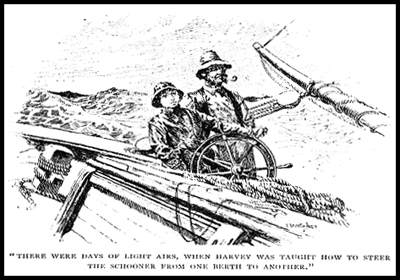 "THERE WERE DAYS OF LIGHT AIRS, WHEN HARVEY WAS TAUGHT HOW TO STEER
THE SCHOONER FROM ONE BERTH TO ANOTHER."